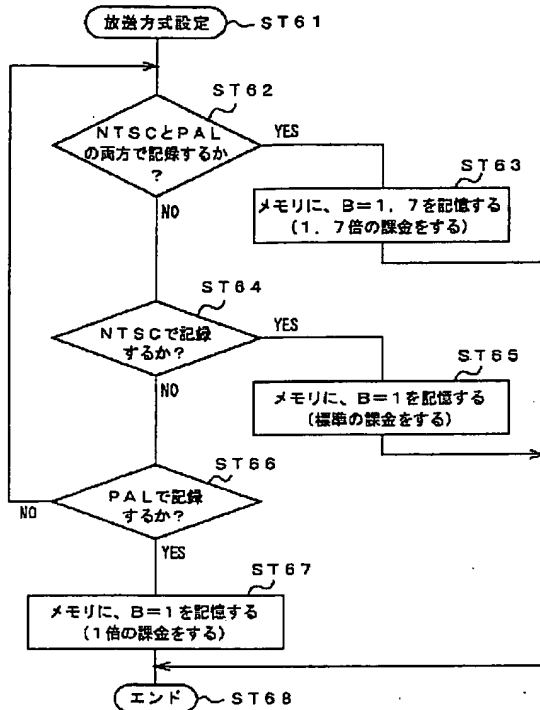 放送方式設定
ST61
ST62
NTSCとPAL
の両方で記録するか
?
YES
NO
ST63
メモリに、B=1,7を記憶する
(1,7倍の課金をする)
ST64
NTSCで記録
するか?
YES
NO
ST65
メモリに、B=1を記憶する
(標準の課金をする)
ST66
PALで記録
するか?
NO
YES
ST67
メモリに、B=1を記憶する
(1倍の課金をする)
エンド
ST68